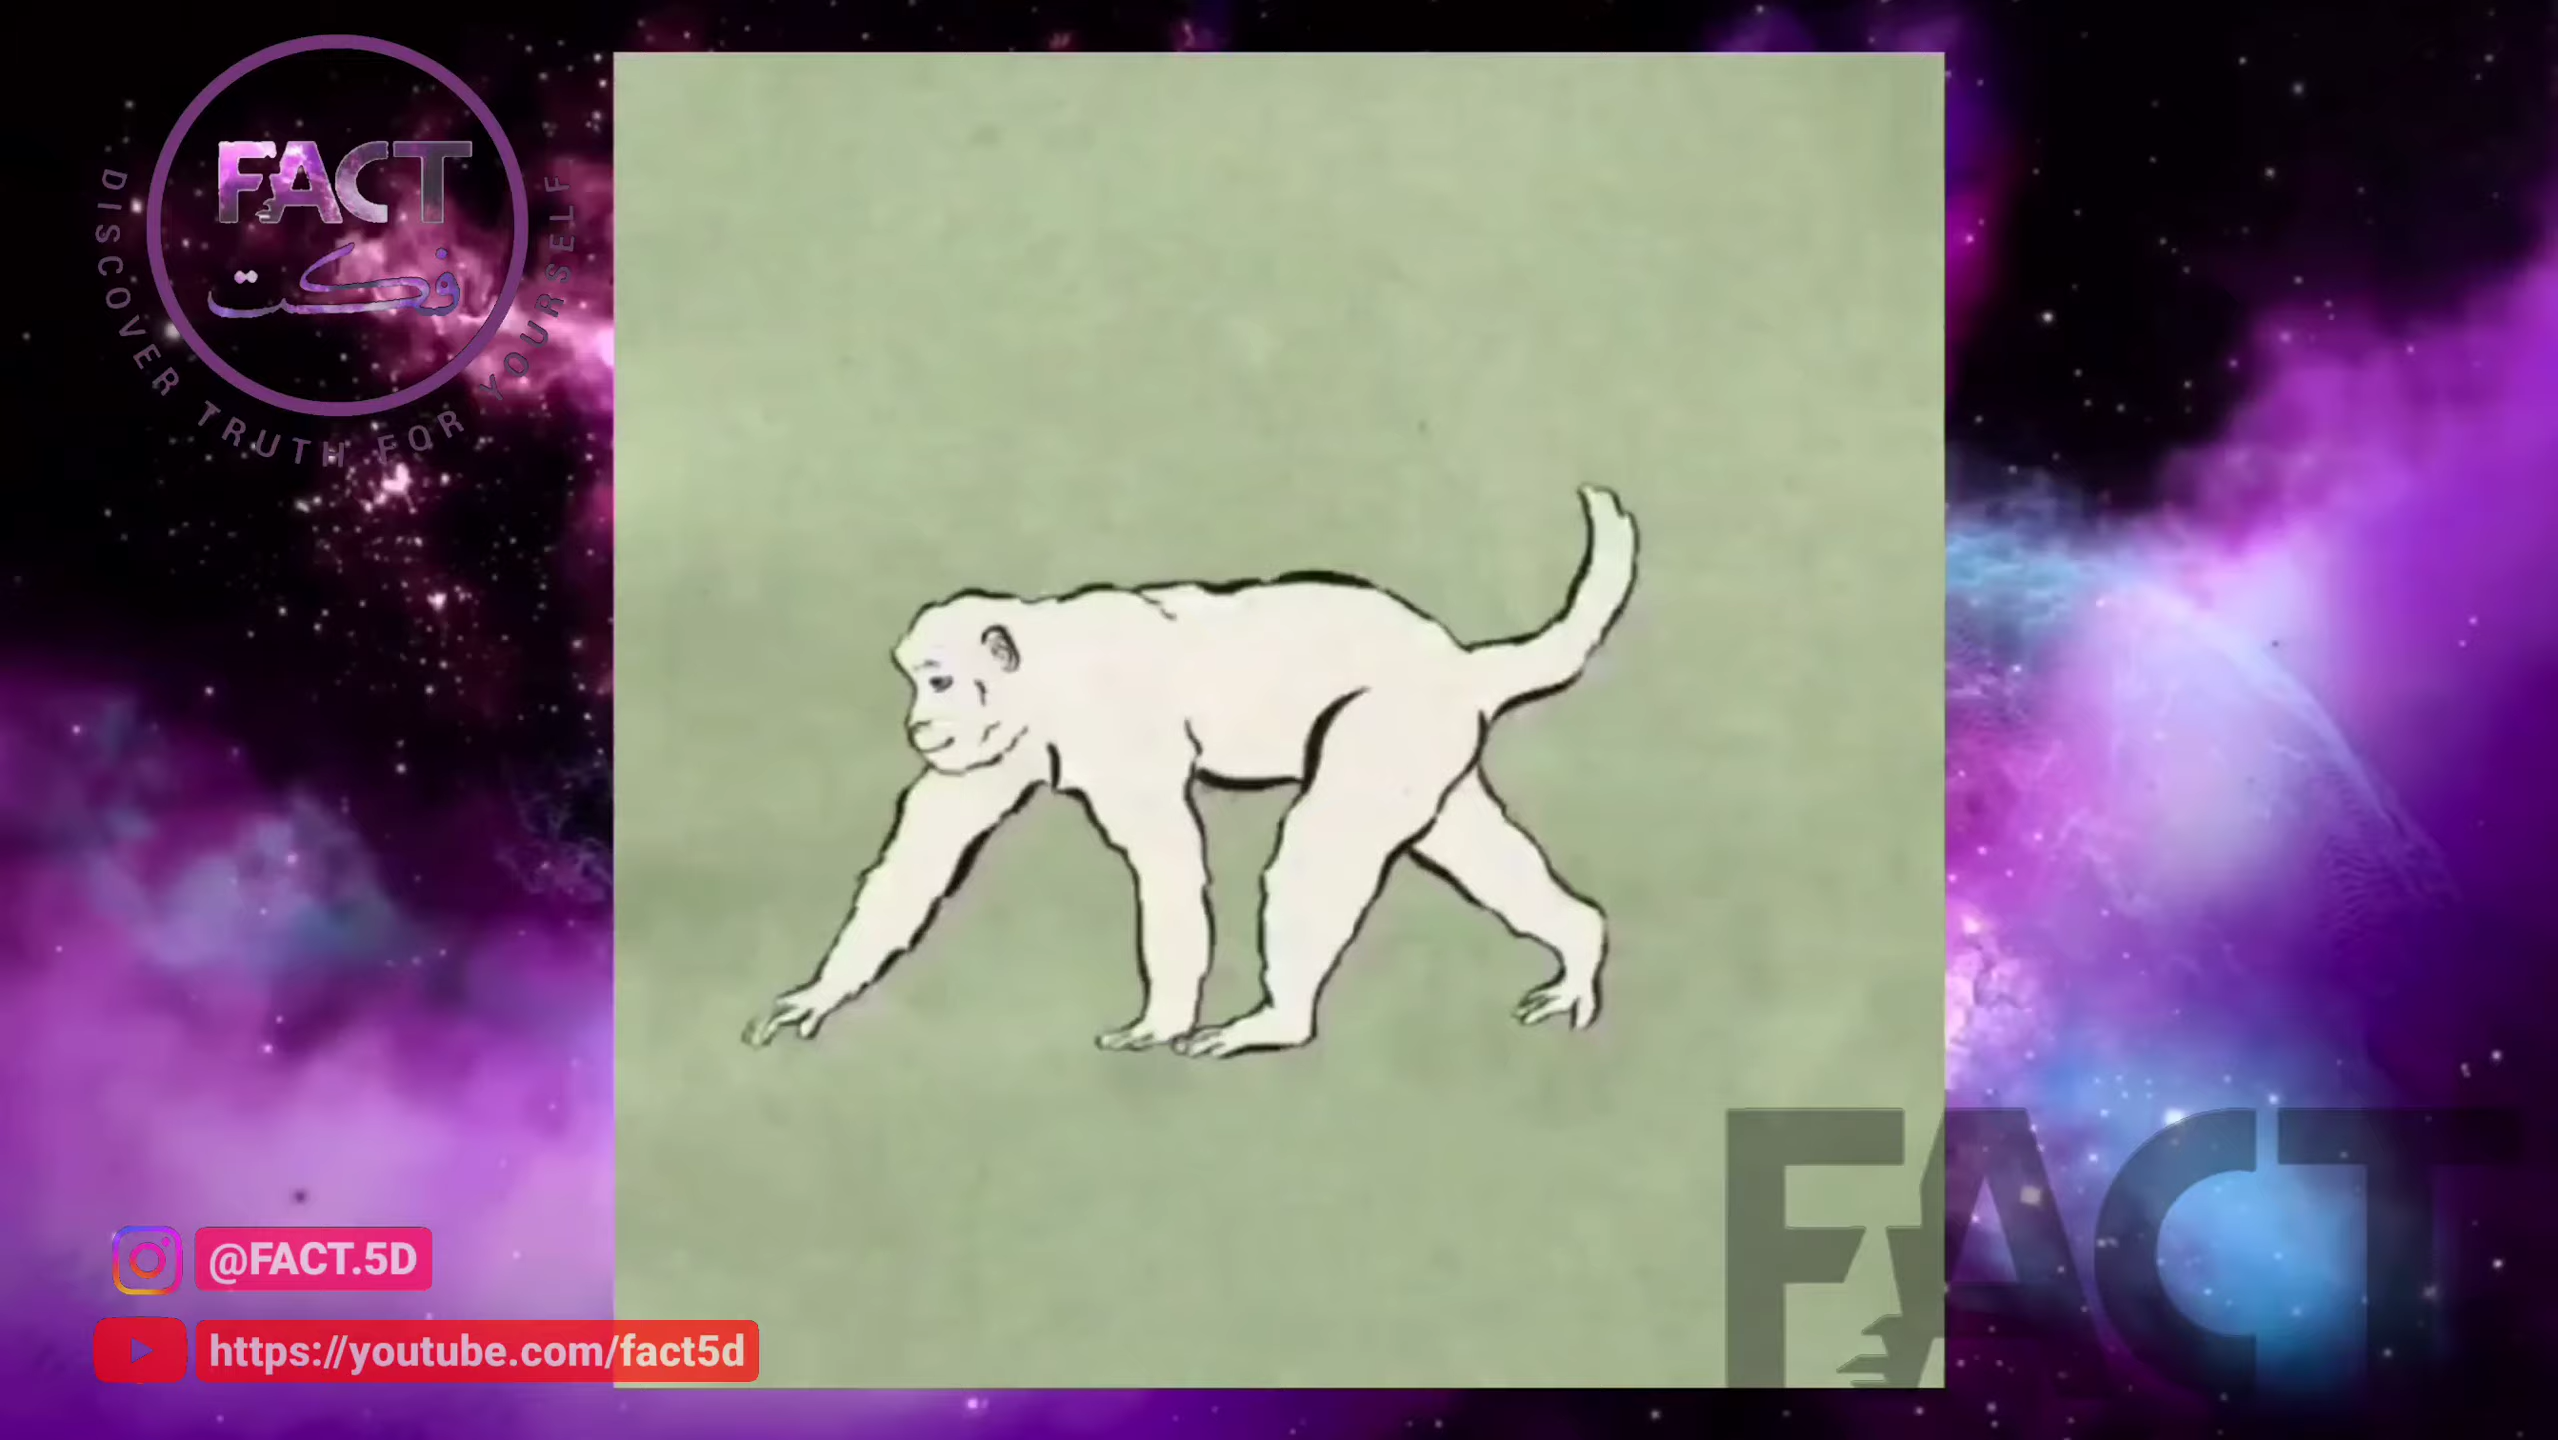 FACT
فكت
DISCOVER TRUTH FOR YOURSELF
@FACT.5D
https://youtube.com/fact5d
FACT